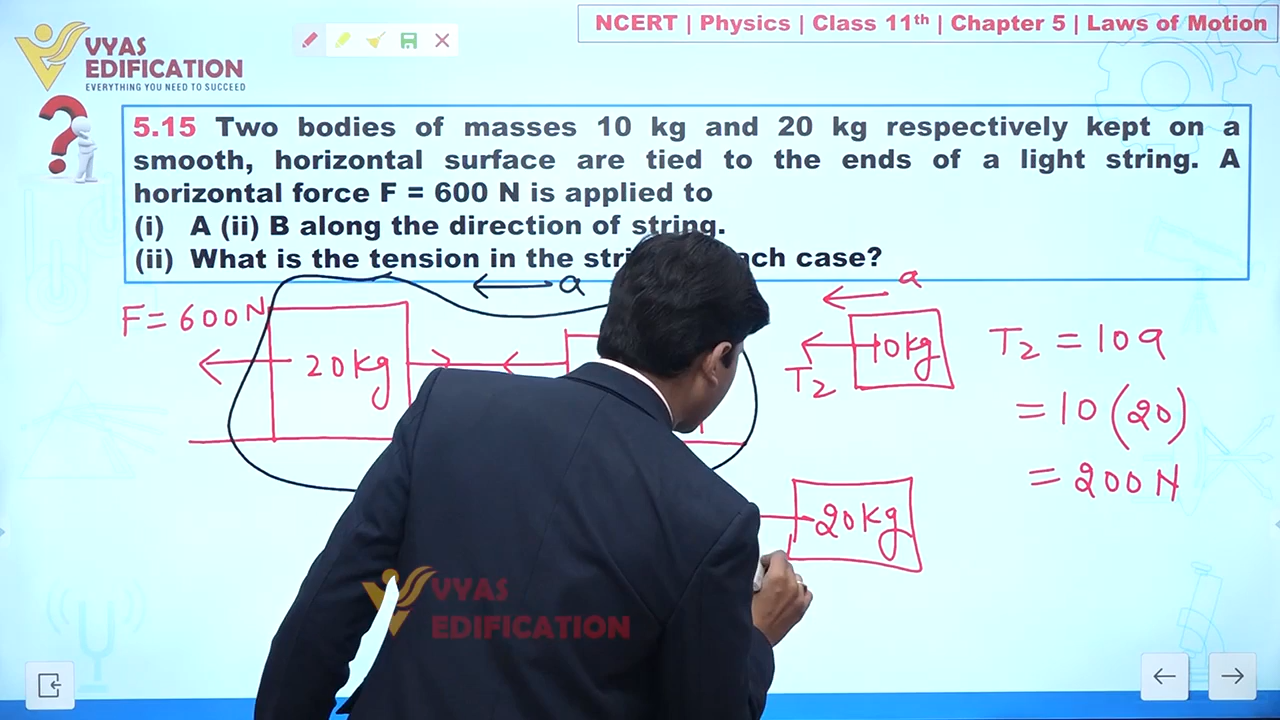 NCERT | Physics | Class 11th | Chapter 5 | Laws of Motion
VYAS
EDIFICATION
EVERYTHING YOU NEED TO SUCCEED
?
5.15 Two bodies of masses 10 kg and 20 kg respectively kept on a
smooth, horizontal surface are tied to the ends of a light string. A
horizontal force F = 600 N is applied to
(i) A (ii) B along the direction of string.
(ii) What is the tension in the case?
a
F = 600N
20kg
a
10kg
T2
T2 = 10a
= 10(20)
= 200N
20kg
VYAS
EDIFICATION